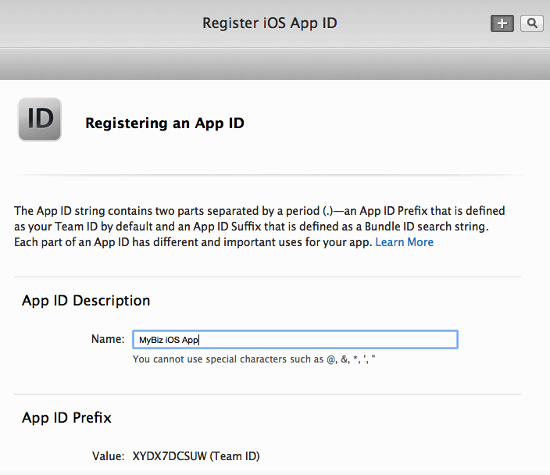 Register iOS App ID
ID
Registering an App ID
The App ID string contains two parts separated by a period (.)—an App ID Prefix that is defined
as your Team ID by default and an App ID Suffix that is defined as a Bundle ID search string.
Each part of an App ID has different and important uses for your app. Learn More
App ID Description
Name: MyBiz iOS App
You cannot use special characters such as @, &, *, ', "
App ID Prefix
Value: XYDX7DCSUW (Team ID)